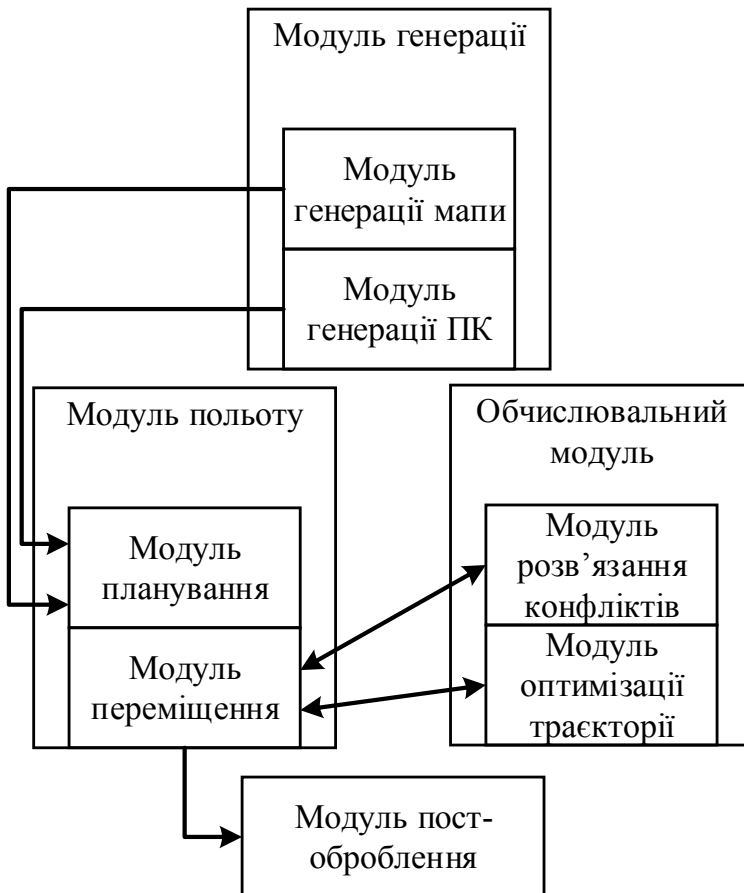 Модуль генерації
Модуль
генерації мапи
Модуль
генерації ПК
Модуль польоту
Модуль
планування
Модуль
переміщення
Обчислювальний
модуль
Модуль
розв’язання
конфліктів
Модуль
оптимізації
траєкторії
Модуль пост-
оброблення